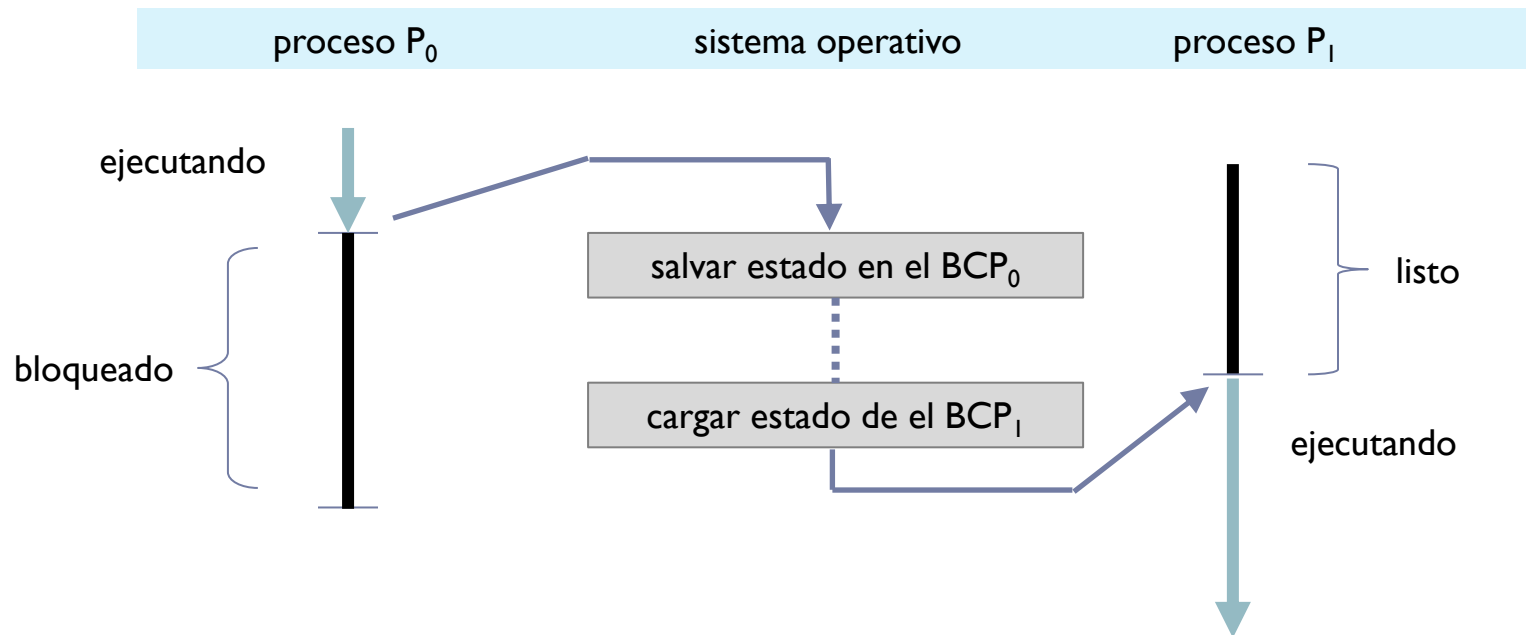 proceso P₀
sistema operativo
proceso P₁
ejecutando
salvar estado en el BCP₀
listo
bloqueado
cargar estado de el BCP₁
ejecutando